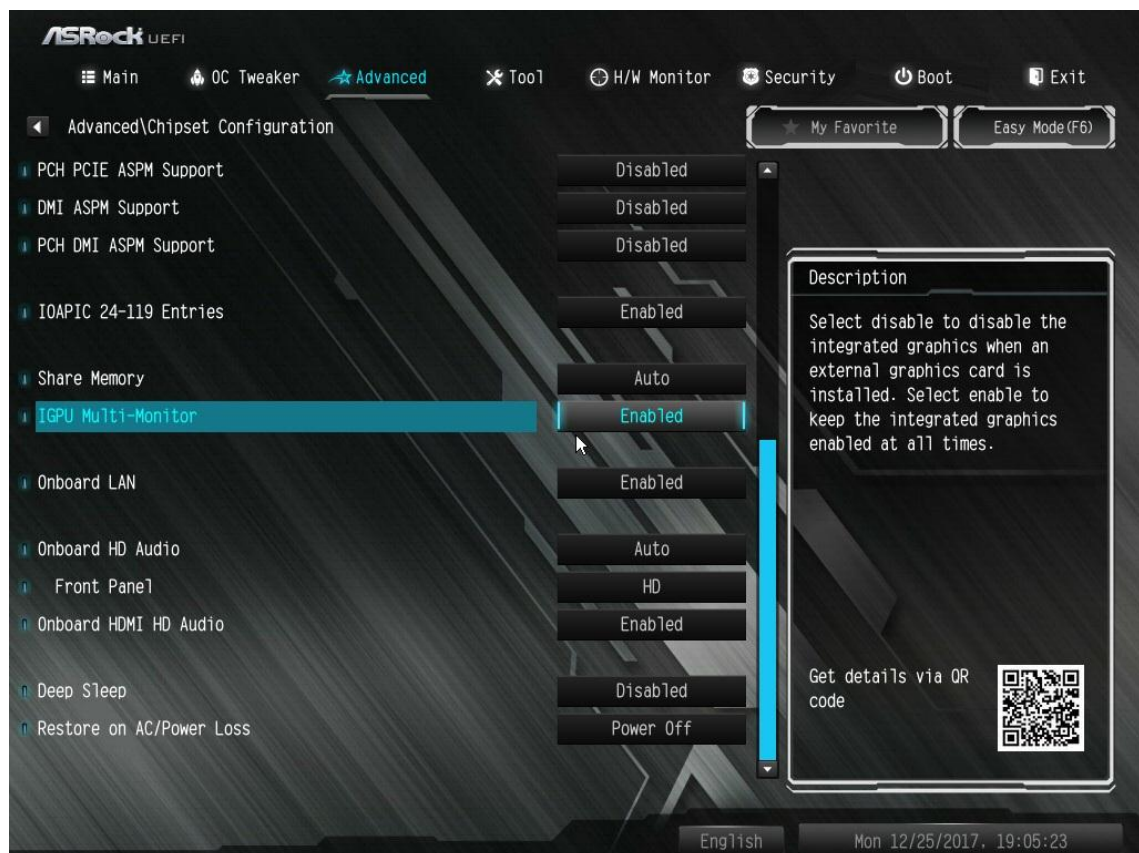 ASRock UEFI
Main OC Tweaker Advanced Tool H/W Monitor Security Boot Exit
Advanced\Chipset Configuration
My Favorite Easy Mode(F6)
PCH PCIE ASPM Support Disabled
DMI ASPM Support Disabled
PCH DMI ASPM Support Disabled
IOAPIC 24-119 Entries Enabled
Share Memory Auto
IGPU Multi-Monitor Enabled
Onboard LAN Enabled
Onboard HD Audio Auto
Front Panel HD
Onboard HDMI HD Audio Enabled
Deep Sleep Disabled
Restore on AC/Power Loss Power Off
Description
Select disable to disable the
integrated graphics when an
external graphics card is
installed. Select enable to
keep the integrated graphics
enabled at all times.
Get details via QR
code
English Mon 12/25/2017, 19:05:23